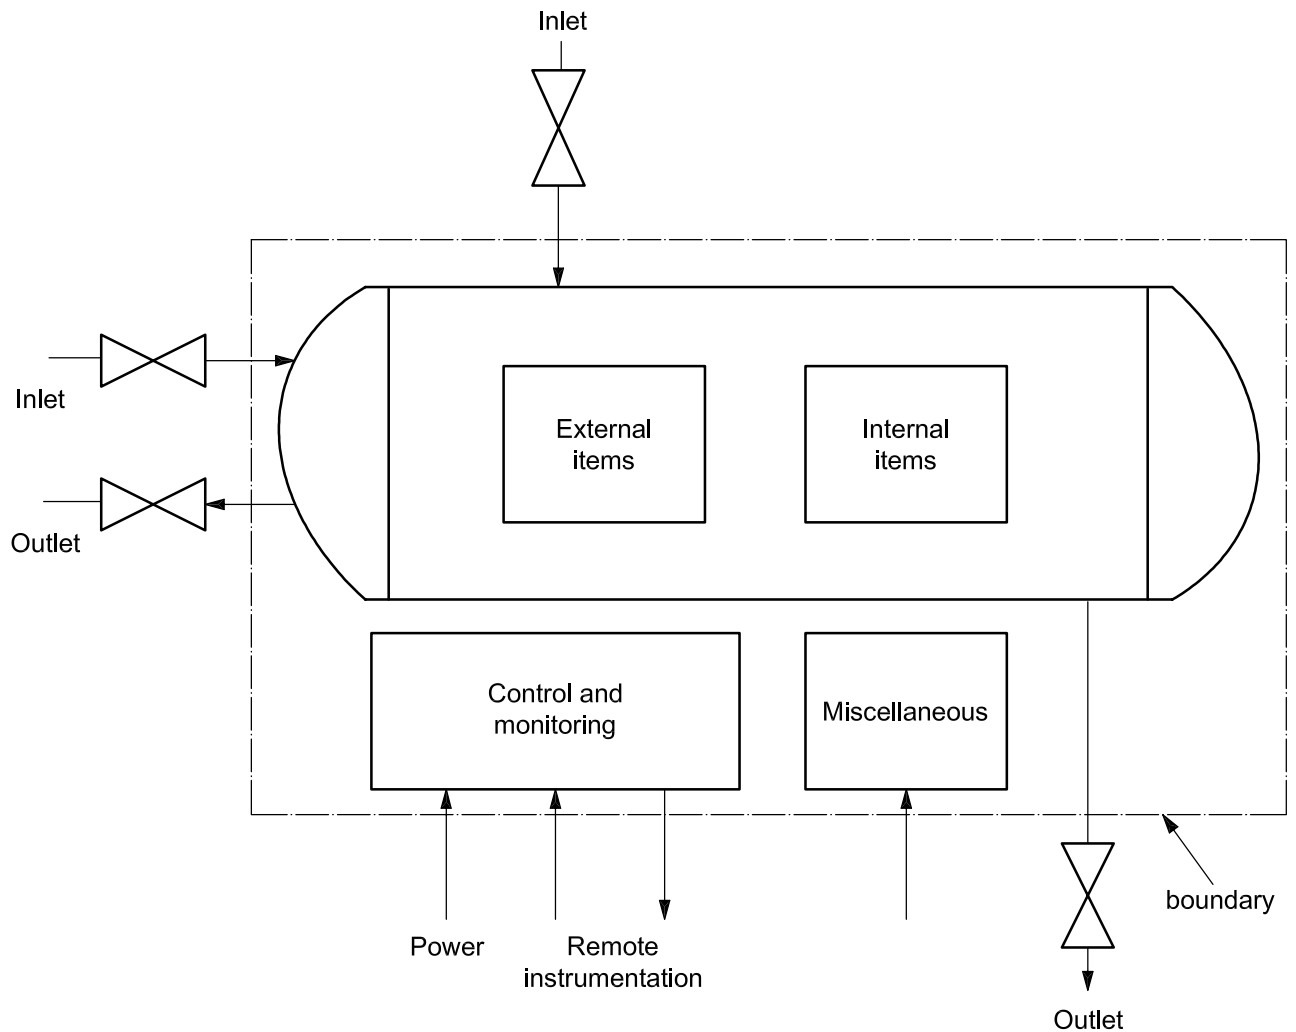 Inlet
Inlet
External
items
Internal
items
Outlet
Control and
monitoring
Miscellaneous
boundary
Power
Remote
instrumentation
Outlet